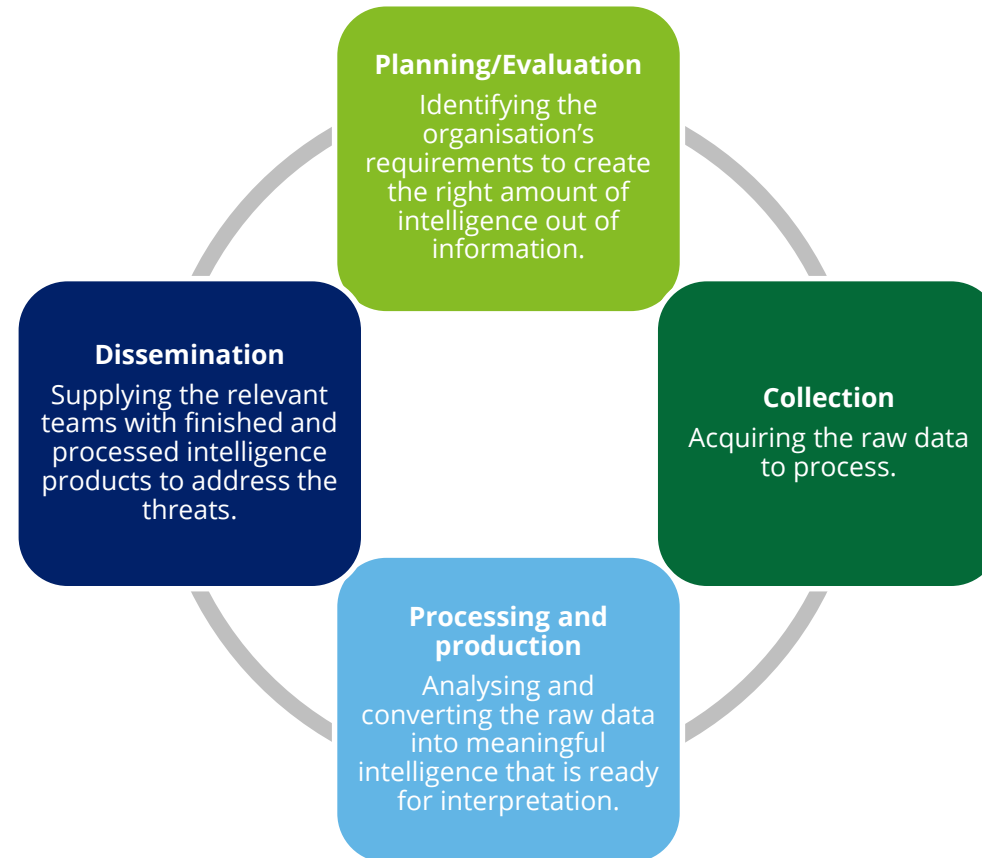 Planning/Evaluation
Identifying the
organisation’s
requirements to create
the right amount of
intelligence out of
information.
Collection
Acquiring the raw data
to process.
Processing and
production
Analysing and
converting the raw data
into meaningful
intelligence that is ready
for interpretation.
Dissemination
Supplying the relevant
teams with finished and
processed intelligence
products to address the
threats.